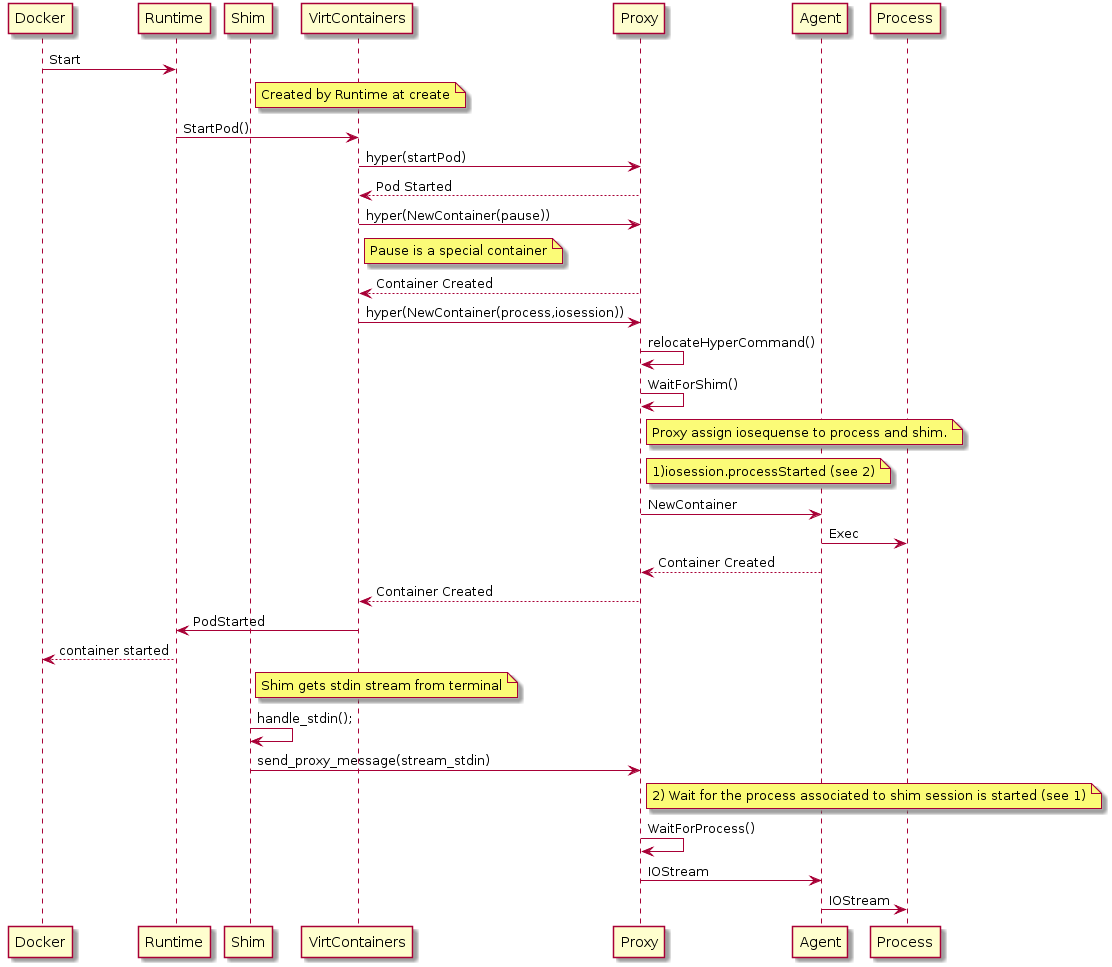 Docker
Runtime
Shim
VirtContainers
Proxy
Agent
Process
Start
Created by Runtime at create
StartPod()
hyper(startPod)
Pod Started
hyper(NewContainer(pause))
Pause is a special container
Container Created
hyper(NewContainer(process,iosession))
relocateHyperCommand()
WaitForShim()
Proxy assign iosequense to process and shim.
1)iosession.processStarted (see 2)
NewContainer
Exec
Container Created
Container Created
PodStarted
container started
Shim gets stdin stream from terminal
handle_stdin();
send_proxy_message(stream_stdin)
2) Wait for the process associated to shim session is started (see 1)
WaitForProcess()
IOStream
IOStream
Docker
Runtime
Shim
VirtContainers
Proxy
Agent
Process